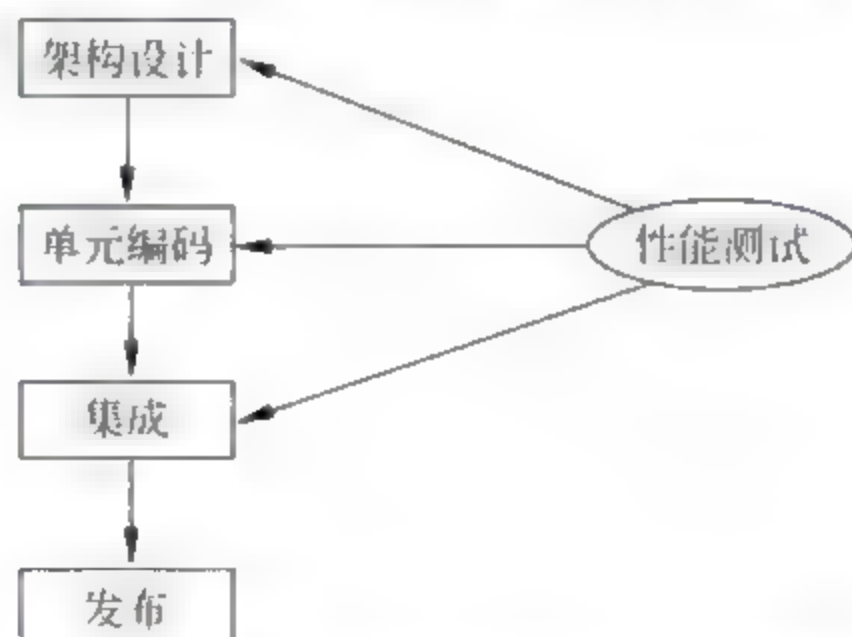 架构设计
单元编码
性能测试
集成
发布